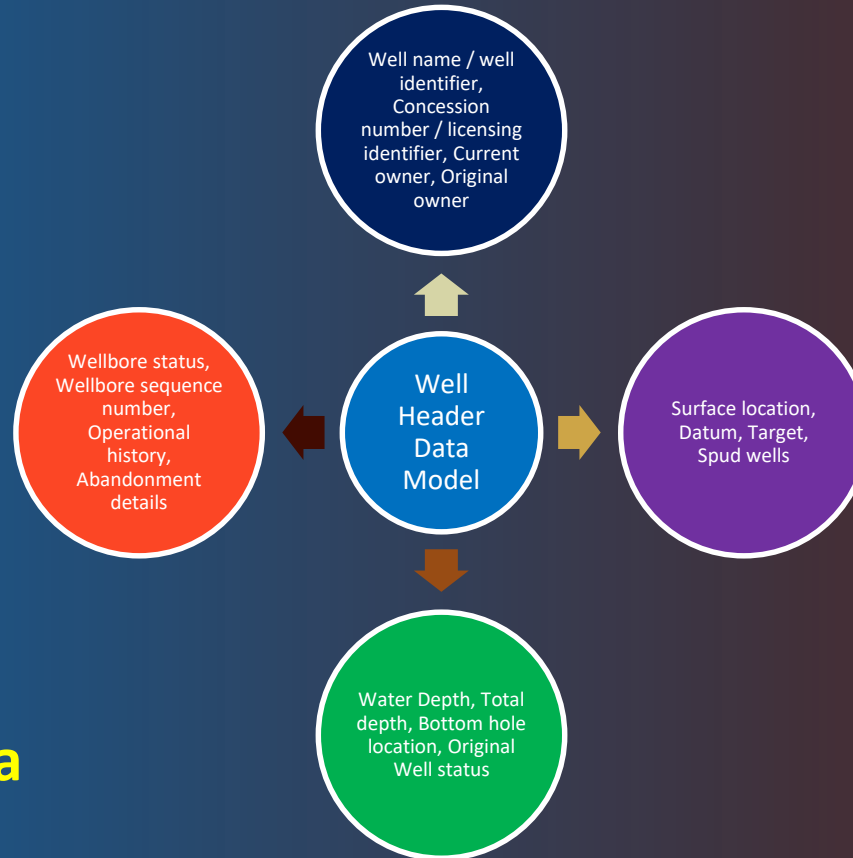 Well name / well
identifier,
Concession
number / licensing
identifier, Current
owner, Original
owner
Wellbore status,
Wellbore sequence
number,
Operational
history,
Abandonment
details
Well
Header
Data
Model
Surface location,
Datum, Target,
Spud wells
Water Depth, Total
depth, Bottom hole
location, Original
Well status
a